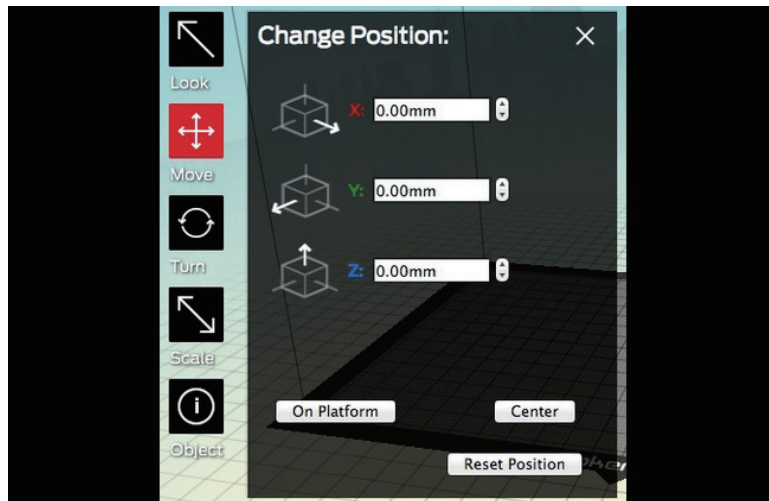 Change Position:
Look
X: 0.00mm
Move
Y: 0.00mm
Turn
Z: 0.00mm
Scale
On Platform
Center
Object
Reset Position